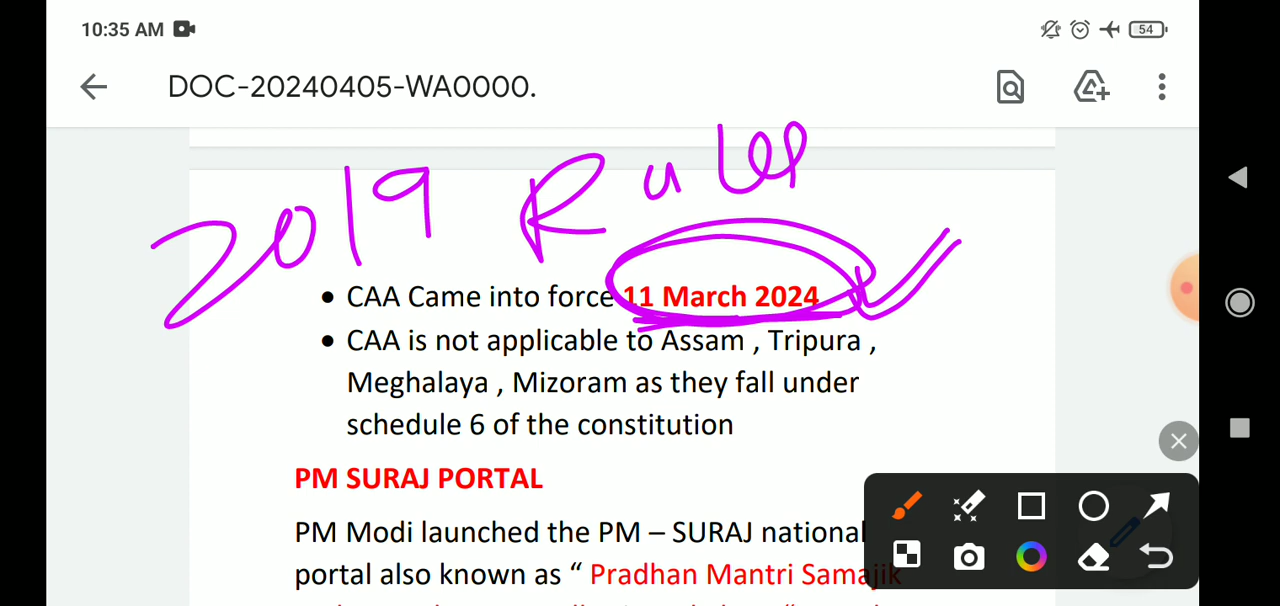 10:35 AM
54
DOC-20240405-WA0000.
2019 Rules
• CAA Came into force 11 March 2024
• CAA is not applicable to Assam , Tripura ,
Meghalaya , Mizoram as they fall under
schedule 6 of the constitution
PM SURAJ PORTAL
PM Modi launched the PM – SURAJ national
portal also known as “ Pradhan Mantri Samajik